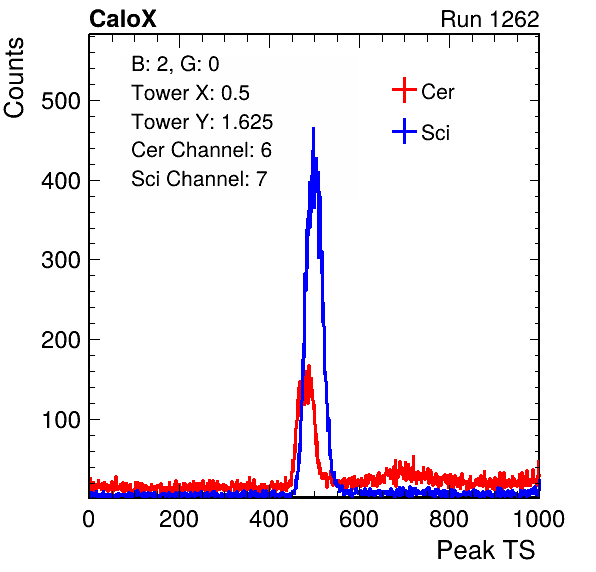 CaloX Run 1262
Counts
B: 2, G: 0
Tower X: 0.5
Tower Y: 1.625
Cer Channel: 6
Sci Channel: 7
Cer
Sci
500
400
300
200
100
0 200 400 600 800 1000
Peak TS